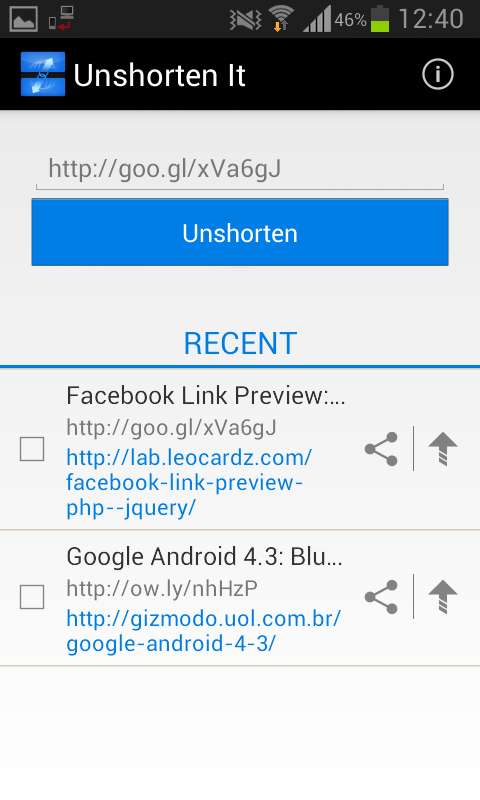 46% 12:40
Unshorten It
http://goo.gl/xVa6gJ
Unshorten
RECENT
Facebook Link Preview:...
http://goo.gl/xVa6gJ
http://lab.leocardz.com/
facebook-link-preview-
php--jquery/
Google Android 4.3: Blu...
http://ow.ly/nhHzP
http://gizmodo.uol.com.br/
google-android-4-3/